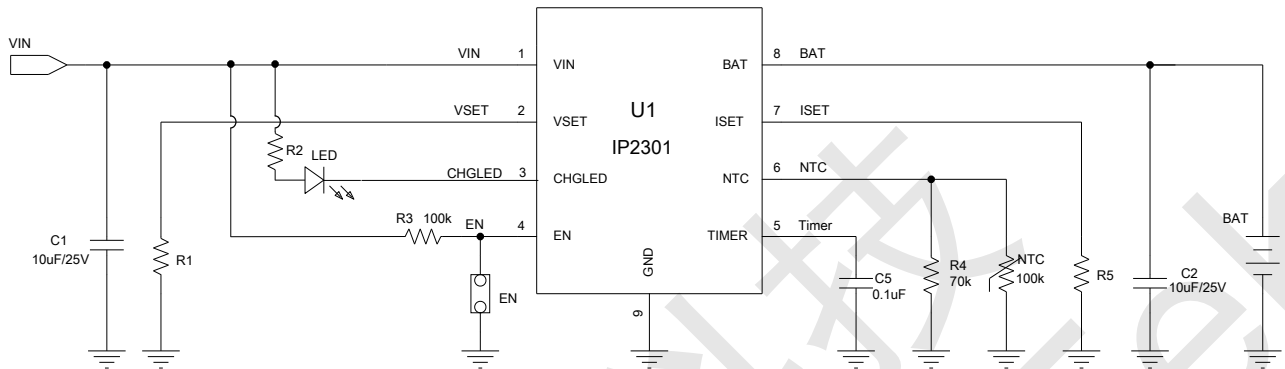 VIN
VIN 1 VIN
VSET 2 VSET
R2
LED
CHGLED 3 CHGLED
R3 100k
EN 4 EN
C1
10uF/25V
R1
EN
U1
IP2301
GND
9
BAT 8 BAT
ISET 7 ISET
NTC 6 NTC
TIMER 5 Timer
C5
0.1uF
R4
70k
NTC
100k
R5
C2
10uF/25V
BAT
科技